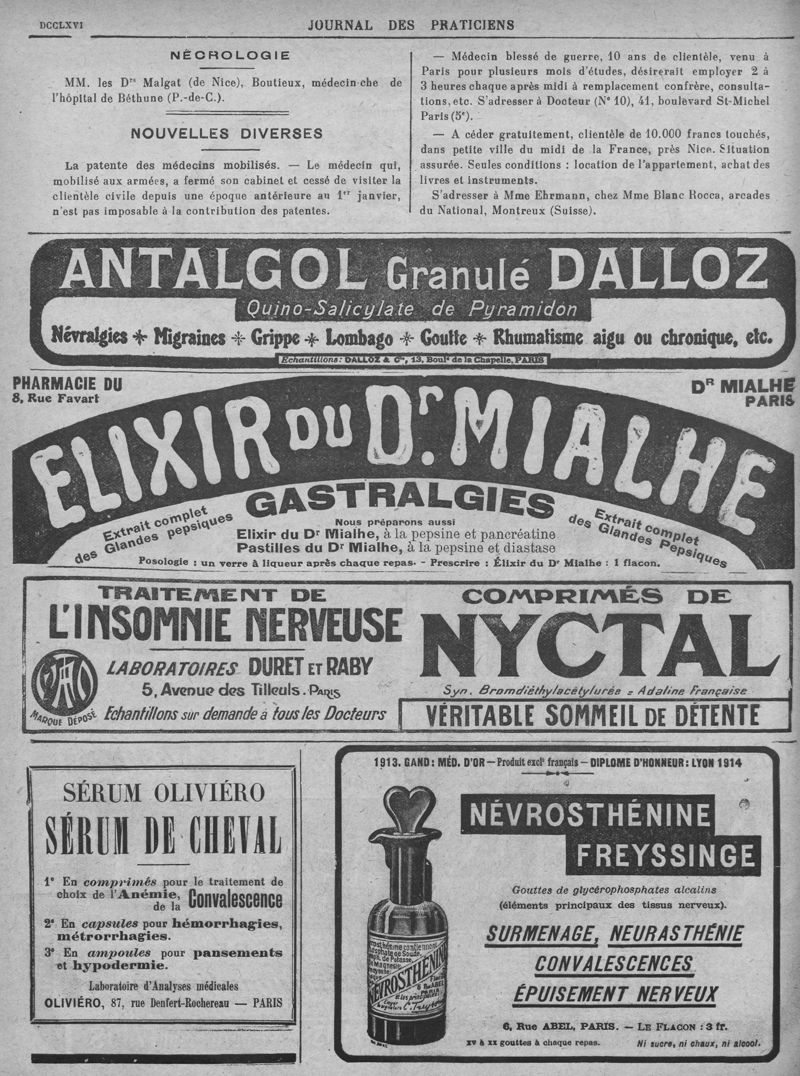 DCCLXVI
JOURNAL DES PRATICIENS
NÉCROLOGIE
MM. les Drs Malgat (de Nice), Boutieux, médecin-che de
l'hôpital de Béthune (P.-de-C.).
NOUVELLES DIVERSES
La patente des médecins mobilisés. — Le médecin qui,
mobilisé aux armées, a fermé son cabinet et cessé de visiter la
clientèle civile depuis une époque antérieure au 1er janvier,
n'est pas imposable à la contribution des patentes.
— Médecin blessé de guerre, 10 ans de clientèle, venu à
Paris pour plusieurs mois d'études, désirerait employer 2 à
3 heures chaque après midi à remplacement confrère, consulta-
tions, etc. S'adresser à Docteur (N° 10), 41, boulevard St-Michel
Paris (5e).
— A céder gratuitement, clientèle de 10.000 francs touchés,
dans petite ville du midi de la France, près Nice. Situation
assurée. Seules conditions : location de l'appartement, achat des
livres et instruments.
S'adresser à Mme Ehrmann, chez Mme Blanc Rocca, arcades
du National, Montreux (Suisse).
ANTALGOL Granulé DALLOZ
Quino-Salicylate de Pyramidon
Névralgies * Migraines * Grippe * Lombago * Goutte * Rhumatisme aigu ou chronique, etc.
Echantillons: DALLOZ & Cie, 13, Boulд de la Chapelle, PARIS
PHARMACIE DU
8, Rue Favart
DR MIALHE
PARIS
ELIXIR DU Dr. MIALHE
GASTRALGIES
Extrait complet
des Glandes pepsiques
Nous préparons aussi
Elixir du Dr Mialhe, à la pepsine et pancréatine
Pastilles du Dr Mialhe, à la pepsine et diastase
Extrait complet
des Glandes Pepsiques
Posologie : un verre à liqueur après chaque repas. - Prescrire : Élixir du Dr Mialhe : 1 flacon.
TRAITEMENT DE
L'INSOMNIE NERVEUSE
LABORATOIRES DURET ET RABY
5, Avenue des Tilleuls. PARIS
MARQUE DÉPOSÉ
Echantillons sur demande à tous les Docteurs
COMPRIMÉS DE
NYCTAL
Syn. Bromdiéthylacétylurée = Adaline Française
VÉRITABLE SOMMEIL DE DÉTENTE
SÉRUM OLIVIÉRO
SÉRUM DE CHEVAL
1° En comprimés pour le traitement de
choix de l'Anémie,
de la Convalescence
2° En capsules pour hémorrhagies,
métrorrhagies.
3° En ampoules pour pansements
et hypodermie.
Laboratoire d'Analyses médicales
OLIVIÉRO, 87, rue Denfert-Rochereau — PARIS
1913. GAND: MÉD. D'OR — Produit exclt français — DIPLOME D'HONNEUR: LYON 1914
NÉVROSTHÉNINE
FREYSSINGE
Gouttes de glycérophosphates alcalins
(éléments principaux des tissus nerveux).
SURMENAGE, NEURASTHÉNIE
CONVALESCENCES
ÉPUISEMENT NERVEUX
6, Rue ABEL, PARIS. — LE FLACON : 3 fr.
XV à XX gouttes à chaque repas.
Ni sucre, ni chaux, ni alcool.
NÉVROSTHÉNINE